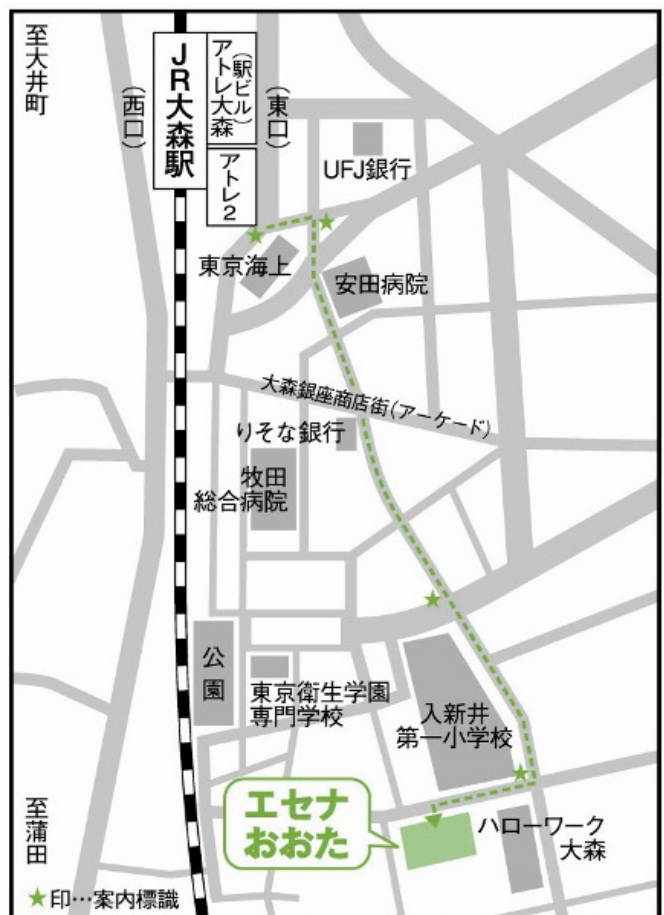 至大井町
(西口)
JR大森駅
アトレ大森
(駅ビル)
アトレ2
(東口)
UFJ銀行
東京海上
安田病院
大森銀座商店街(アーケード)
りそな銀行
牧田
総合病院
公園
東京衛生学園
専門学校
入新井
第一小学校
エセナ
おおた
ハローワーク
大森
至蒲田
★印…案内標識